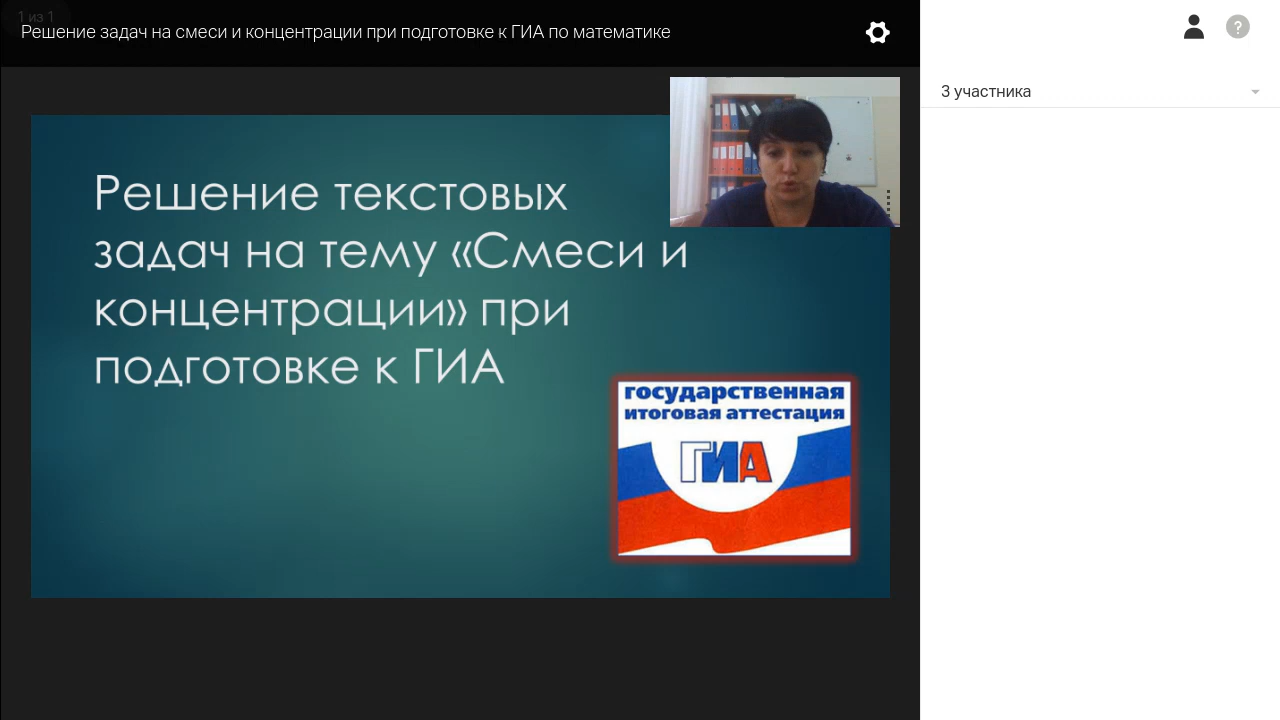 1 из 1
Решение задач на смеси и концентрации при подготовке к ГИА по математике
?
3 участника
Решение текстовых
задач на тему «Смеси и
концентрации» при
подготовке к ГИА
государственная
итоговая аттестация
ГИА